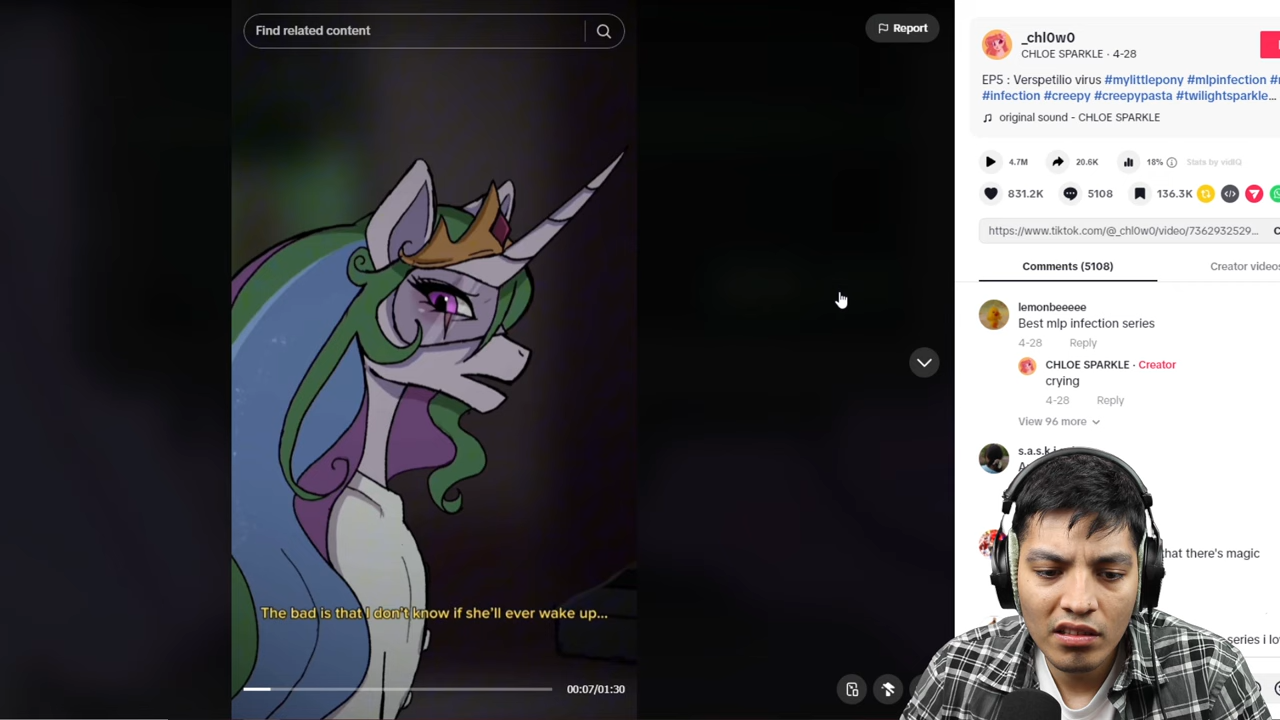 Find related content
Report
The bad is that I don't know if she'll ever wake up...
00:07/01:30
_chl0w0
CHLOE SPARKLE · 4-28
EP5 : Verspetilio virus #mylittlepony #mlpinfection
#infection #creepy #creepypasta #twilightsparkle...
original sound - CHLOE SPARKLE
4.7M 20.6K 18% Stats by vidIQ
831.2K 5108 136.3K
https://www.tiktok.com/@_chl0w0/video/7362932529...
Comments (5108) Creator videos
lemonbeeeee
Best mlp infection series
4-28 Reply
CHLOE SPARKLE · Creator
crying
4-28 Reply
View 96 more
that there's magic
series i